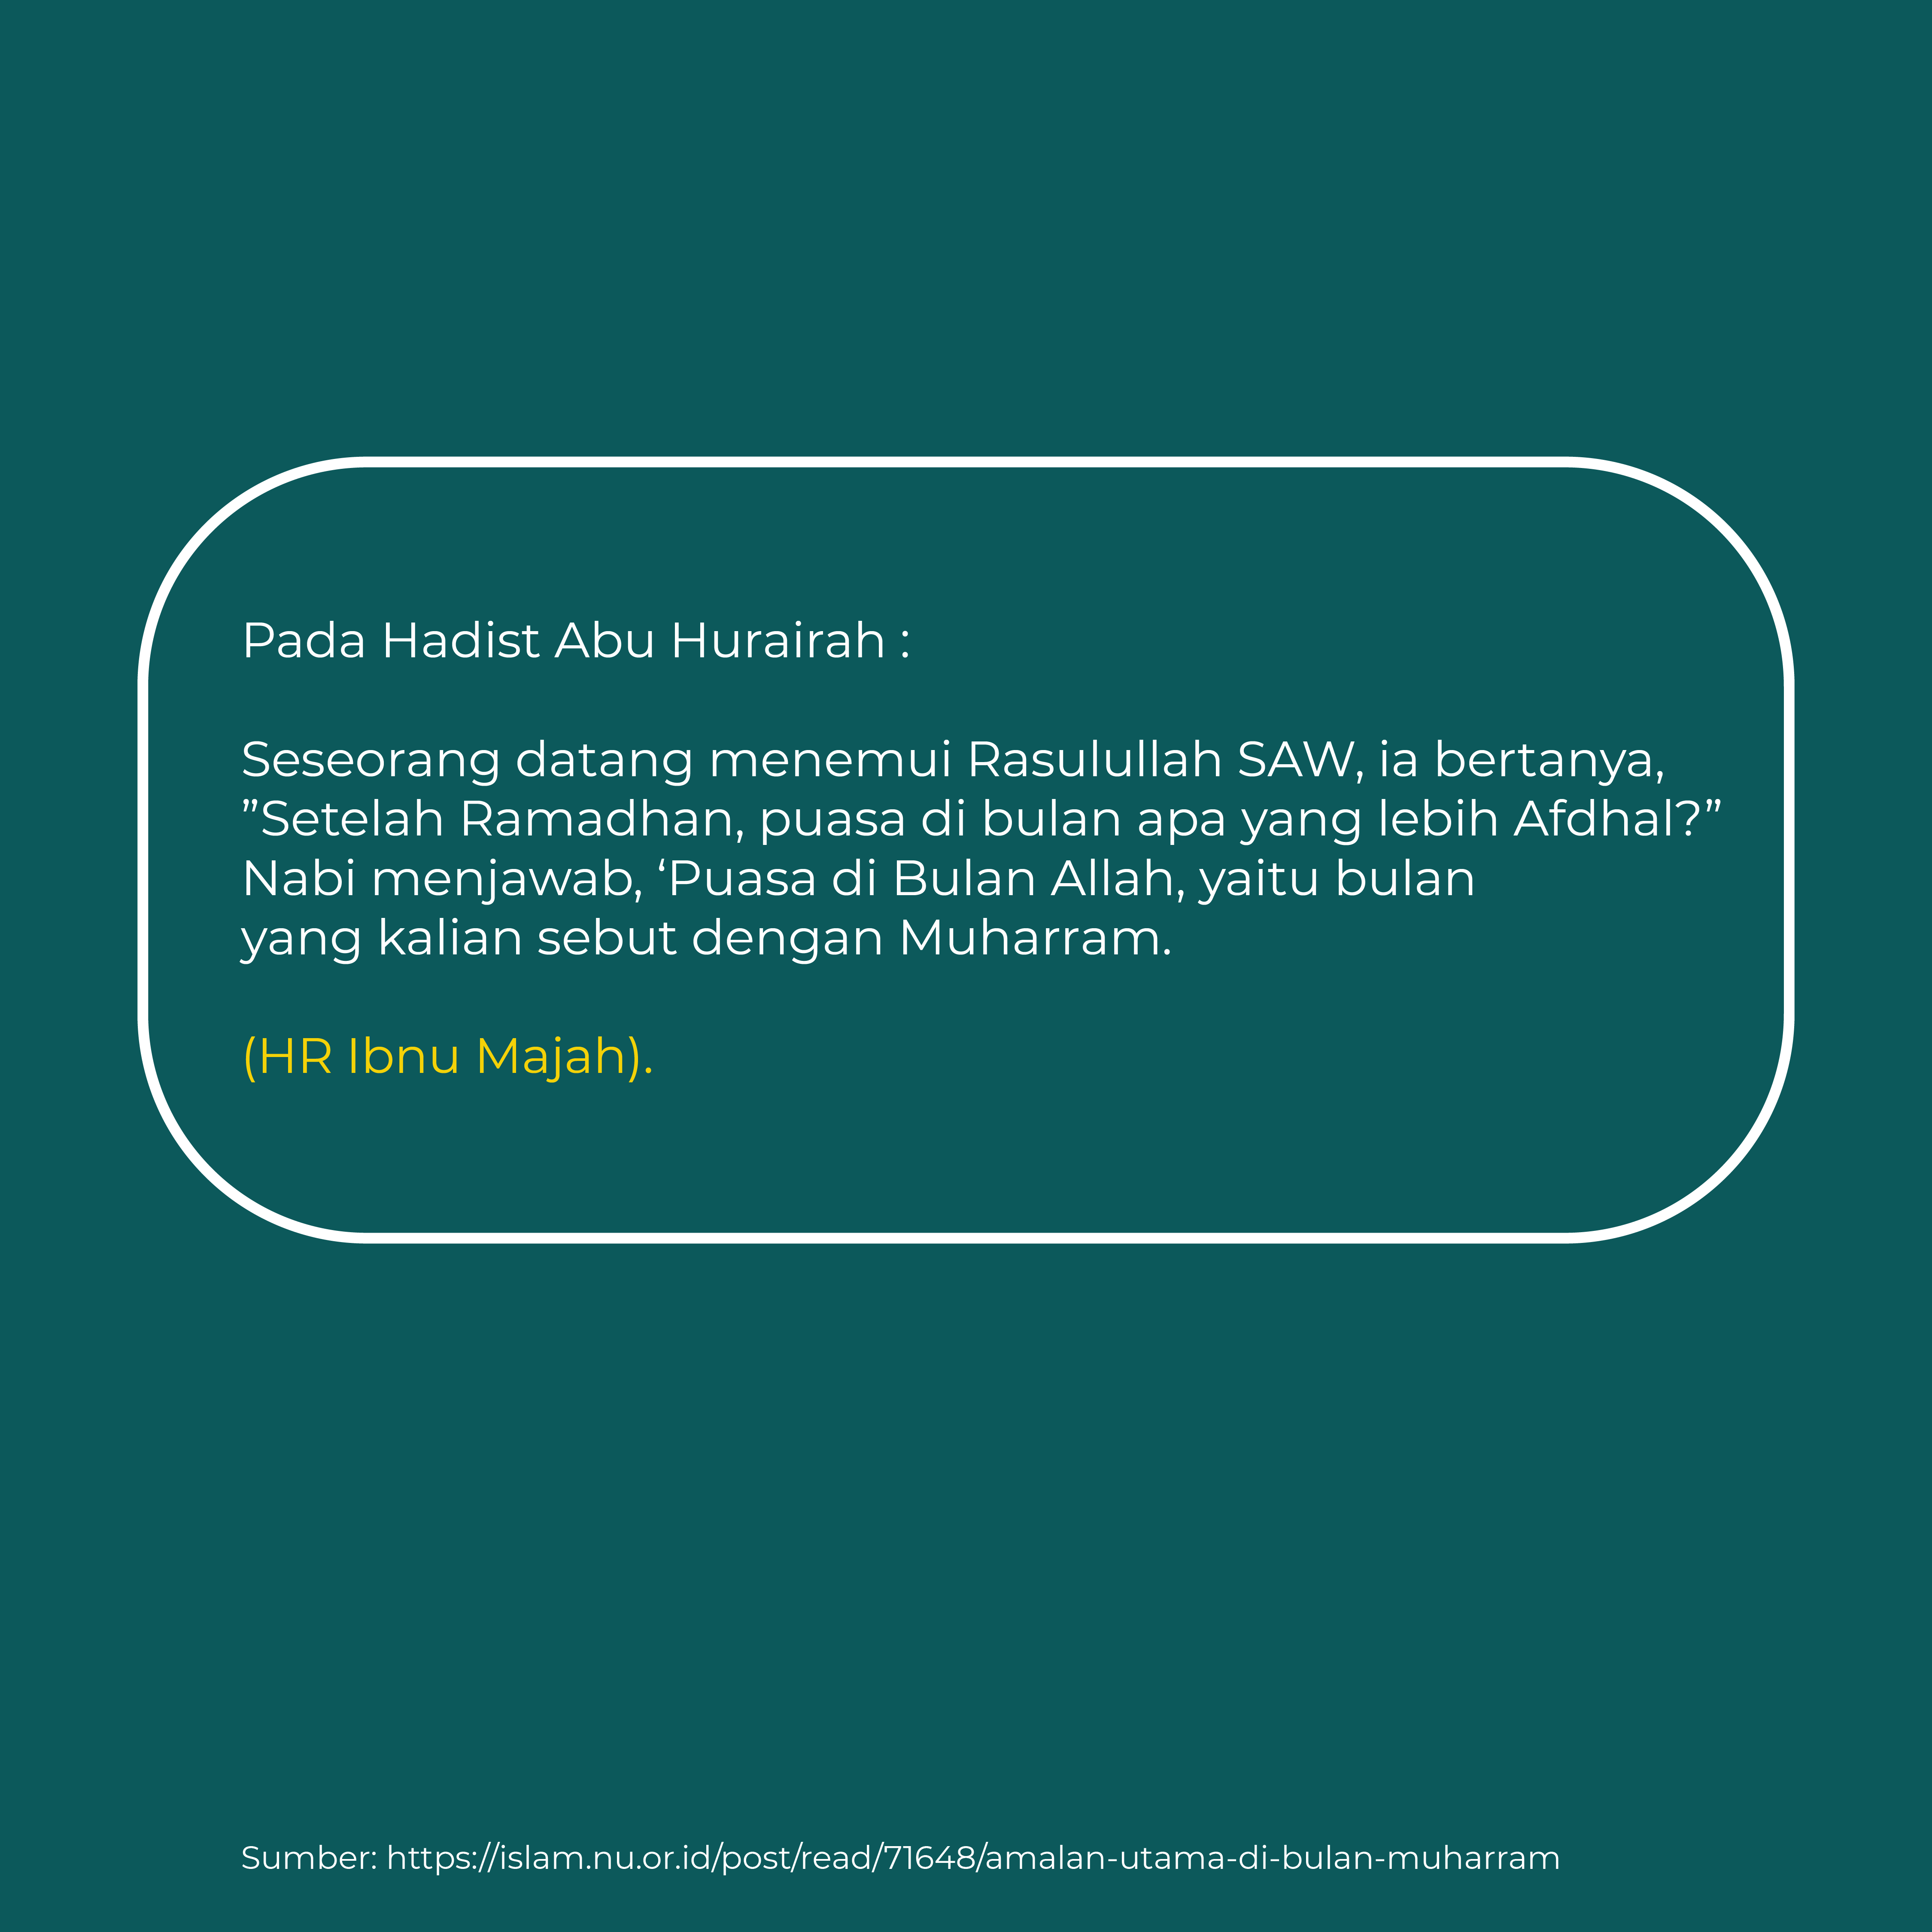 Pada Hadist Abu Hurairah :
Seseorang datang menemui Rasulullah SAW, ia bertanya,
”Setelah Ramadhan, puasa di bulan apa yang lebih Afdhal?”
Nabi menjawab, ‘Puasa di Bulan Allah, yaitu bulan
yang kalian sebut dengan Muharram.
(HR Ibnu Majah).
Sumber: https://islam.nu.or.id/post/read/71648/amalan-utama-di-bulan-muharram